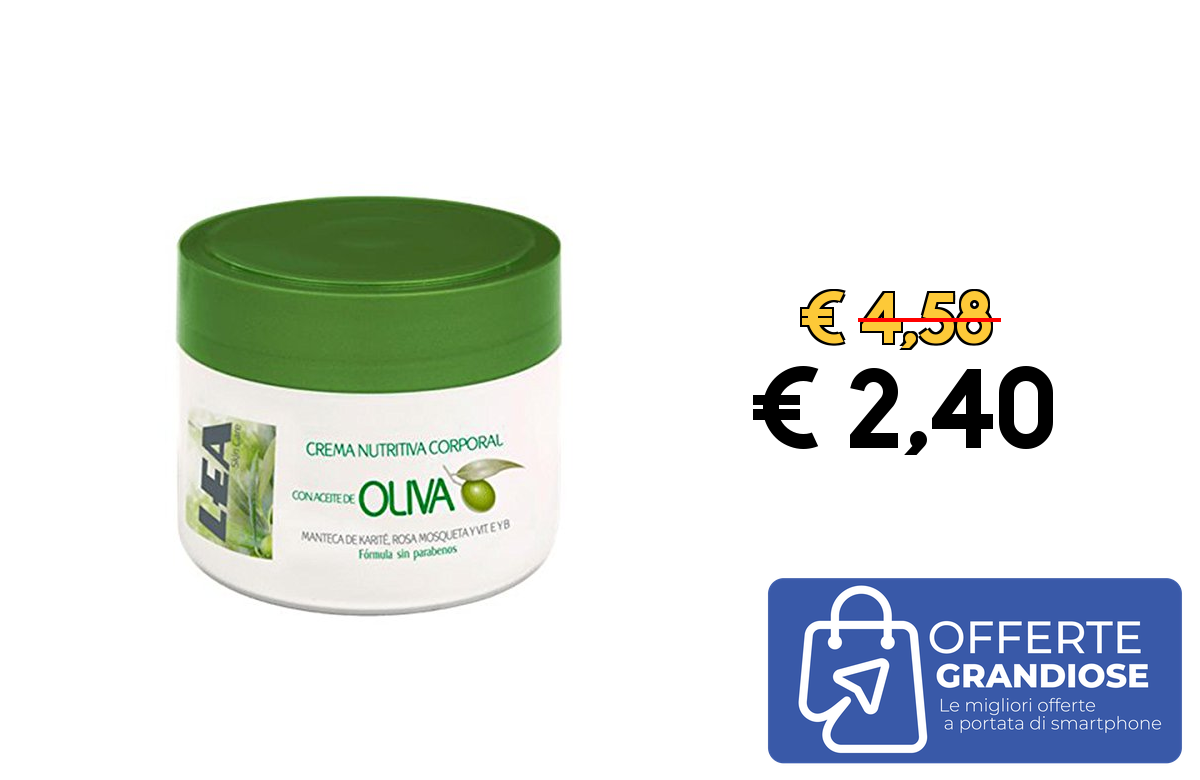 LEA
Skin Care
CREMA NUTRITIVA CORPORAL
CON ACEITE DE OLIVA
MANTECA DE KARITÉ, ROSA MOSQUETA Y VIT. E Y B
Fórmula sin parabenos
€ 4,58
€ 2,40
OFFERTE
GRANDIOSE
Le migliori offerte
a portata di smartphone